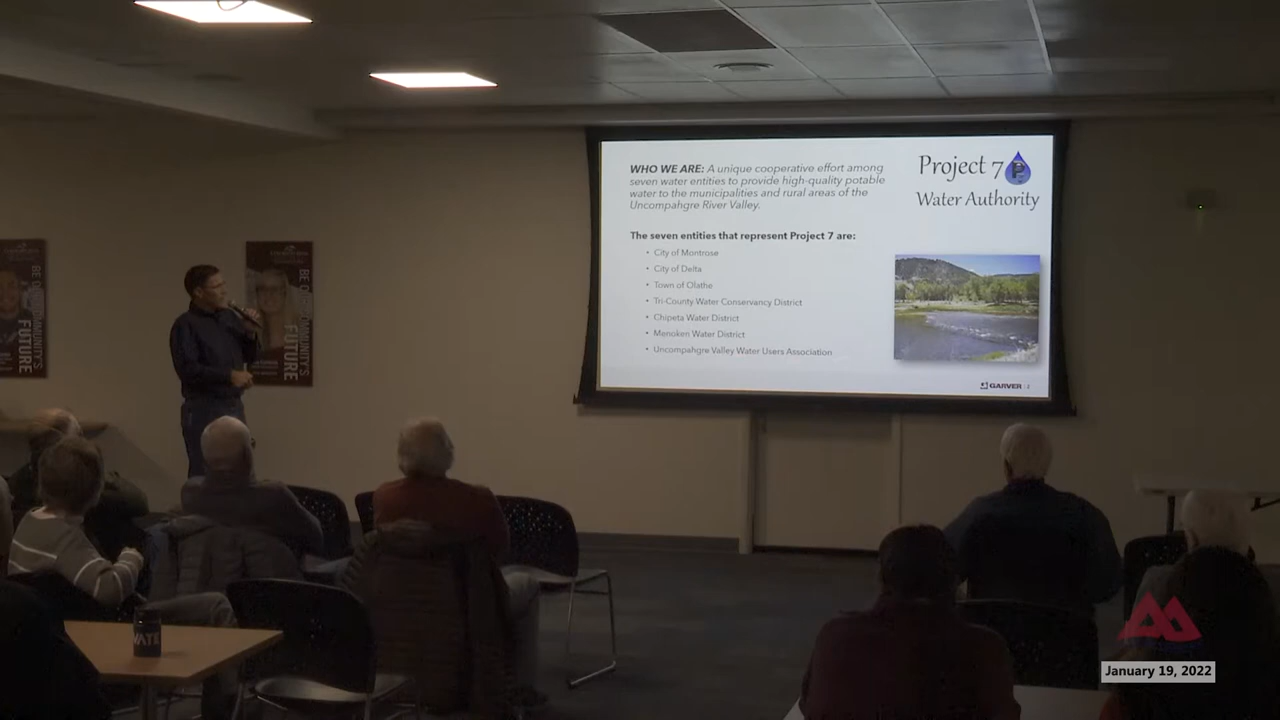 WHO WE ARE: A unique cooperative effort among
seven water entities to provide high-quality potable
water to the municipalities and rural areas of the
Uncompahgre River Valley.
Project 7
Water Authority
The seven entities that represent Project 7 are:
• City of Montrose
• City of Delta
• Town of Olathe
• Tri-County Water Conservancy District
• Chipeta Water District
• Menoken Water District
• Uncompahgre Valley Water Users Association
GARVER
FUTURE
FUTURE
January 19, 2022